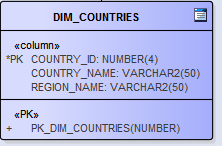 DIM_COUNTRIES
«column»
*PK COUNTRY_ID: NUMBER(4)
COUNTRY_NAME: VARCHAR2(50)
REGION_NAME: VARCHAR2(50)
«PK»
+ PK_DIM_COUNTRIES(NUMBER)